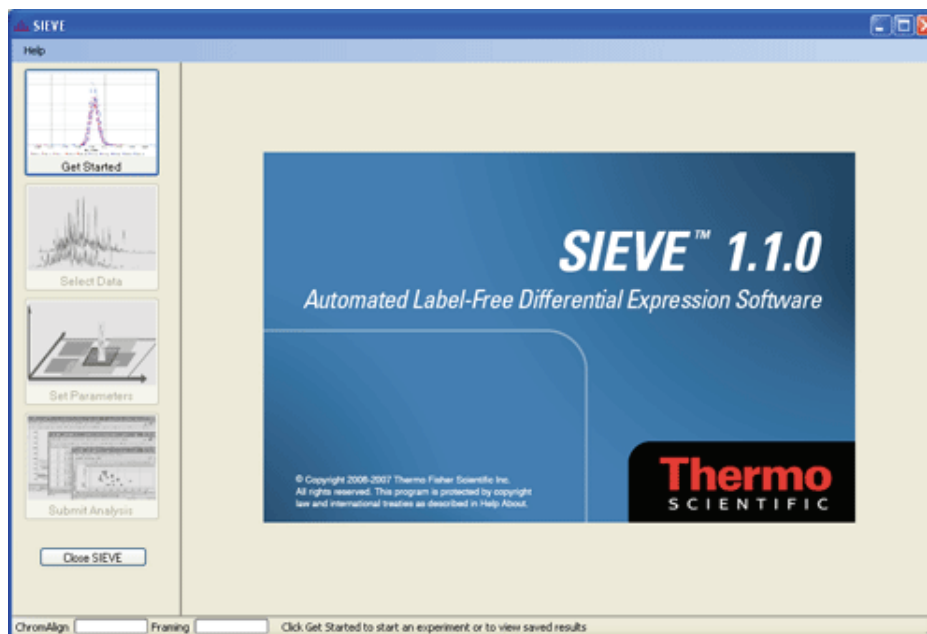 SIEVE
Help
Get Started
Select Data
Set Parameters
Submit Analysis
Close SIEVE
SIEVE™ 1.1.0
Automated Label-Free Differential Expression Software
© Copyright 2006-2007 Thermo Fisher Scientific Inc.
All rights reserved. This program is protected by copyright
law and international treaties as described in Help About.
Thermo
SCIENTIFIC
ChromAlign Framing Click Get Started to start an experiment or to view saved results